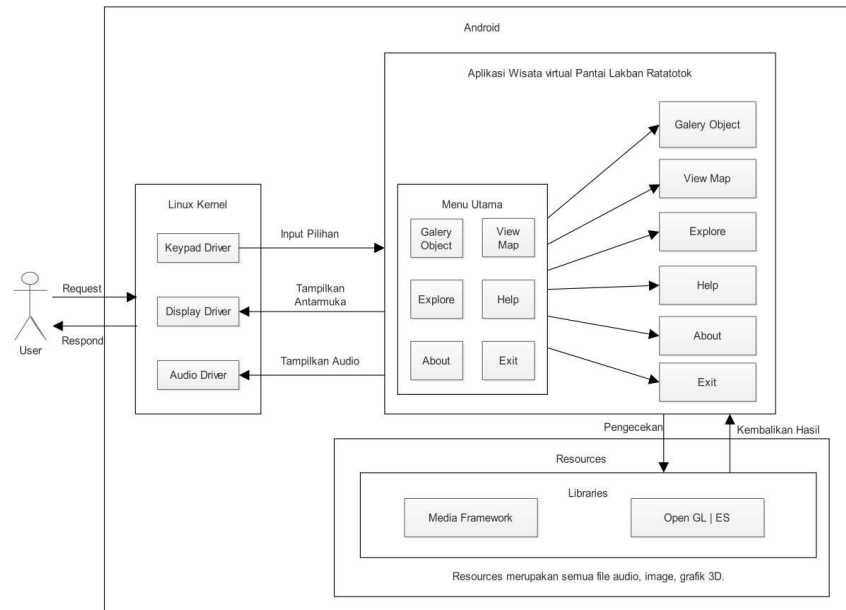 Android
Aplikasi Wisata virtual Pantai Lakban Ratatotok
Galery Object
View Map
Explore
Help
About
Exit
Menu Utama
Galery
Object
View
Map
Explore
Help
About
Exit
Linux Kernel
Keypad Driver
Display Driver
Audio Driver
Input Pilihan
Tampilkan
Antarmuka
Tampilkan Audio
Request
Respond
User
Pengecekan
Kembalikan Hasil
Resources
Libraries
Media Framework
Open GL | ES
Resources merupakan semua file audio, image, grafik 3D.